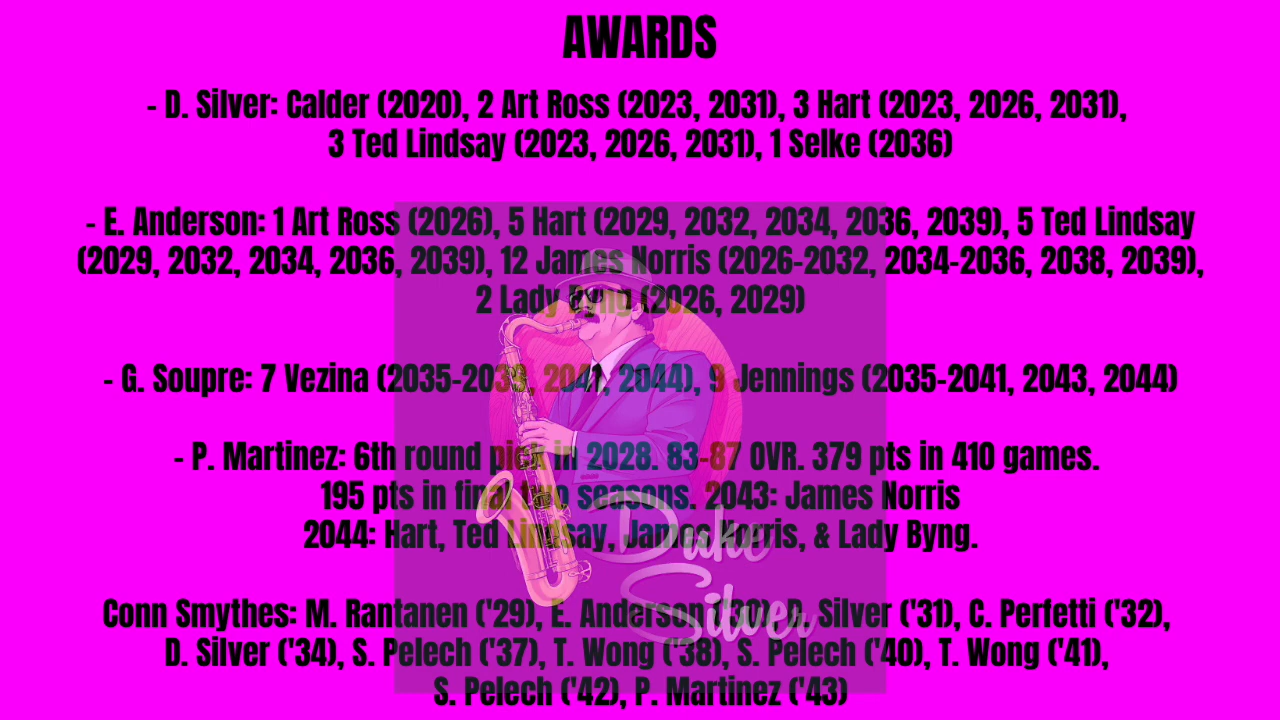 AWARDS
- D. Silver: Calder (2020), 2 Art Ross (2023, 2031), 3 Hart (2023, 2026, 2031),
3 Ted Lindsay (2023, 2026, 2031), 1 Selke (2036)
- E. Anderson: 1 Art Ross (2026), 5 Hart (2029, 2032, 2034, 2036, 2039), 5 Ted Lindsay
(2029, 2032, 2034, 2036, 2039), 12 James Norris (2026-2032, 2034-2036, 2038, 2039),
2 Lady Byng (2026, 2029)
- G. Soupre: 7 Vezina (2035-2039, 2041, 2044), 9 Jennings (2035-2041, 2043, 2044)
- P. Martinez: 6th round pick in 2028. 83-87 OVR. 379 pts in 410 games.
195 pts in final two seasons. 2043: James Norris
2044: Hart, Ted Lindsay, James Norris, & Lady Byng.
Conn Smythes: M. Rantanen ('29), E. Anderson ('30), D. Silver ('31), C. Perfetti ('32),
D. Silver ('34), S. Pelech ('37), T. Wong ('38), S. Pelech ('40), T. Wong ('41),
S. Pelech ('42), P. Martinez ('43)
Duke
Silver